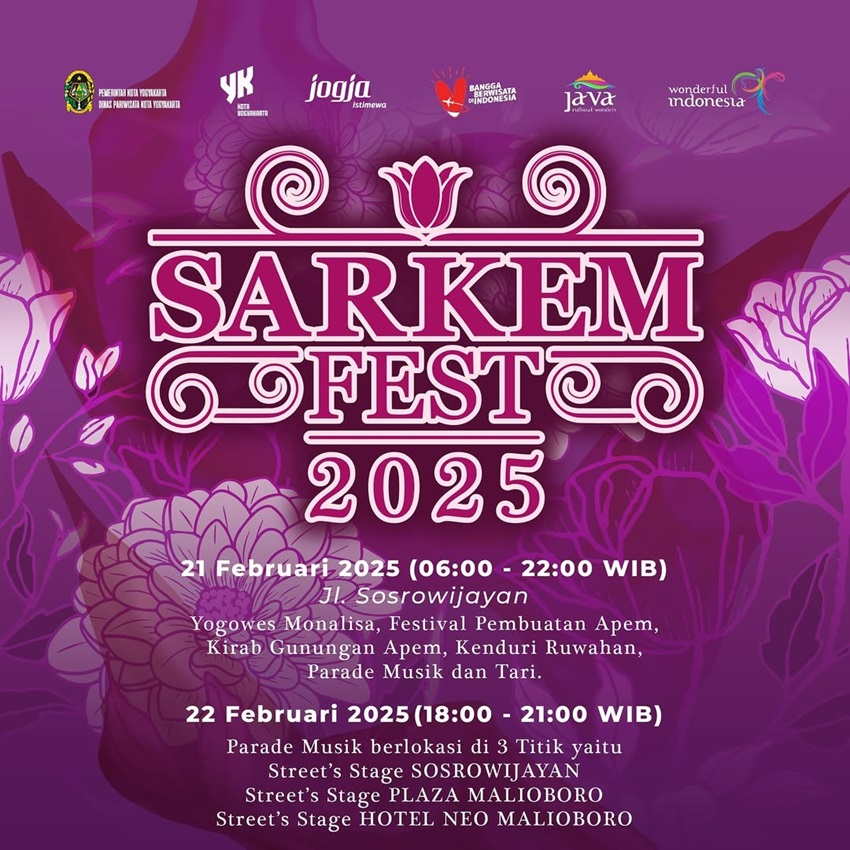 PEMERINTAH KOTA YOGYAKARTA
DINAS PARIWISATA KOTA YOGYAKARTA
YK
KOTA
YOGYAKARTA
jogja
istimewa
BANGGA
BERWISATA
DI INDONESIA
JAVA
cultural wonders
wonderful
indonesia
SARKEM
FEST
2025
21 Februari 2025 (06:00 - 22:00 WIB)
Jl. Sosrowijayan
Yogowes Monalisa, Festival Pembuatan Apem,
Kirab Gunungan Apem, Kenduri Ruwahan,
Parade Musik dan Tari.
22 Februari 2025 (18:00 - 21:00 WIB)
Parade Musik berlokasi di 3 Titik yaitu
Street's Stage SOSROWIJAYAN
Street's Stage PLAZA MALIOBORO
Street's Stage HOTEL NEO MALIOBORO